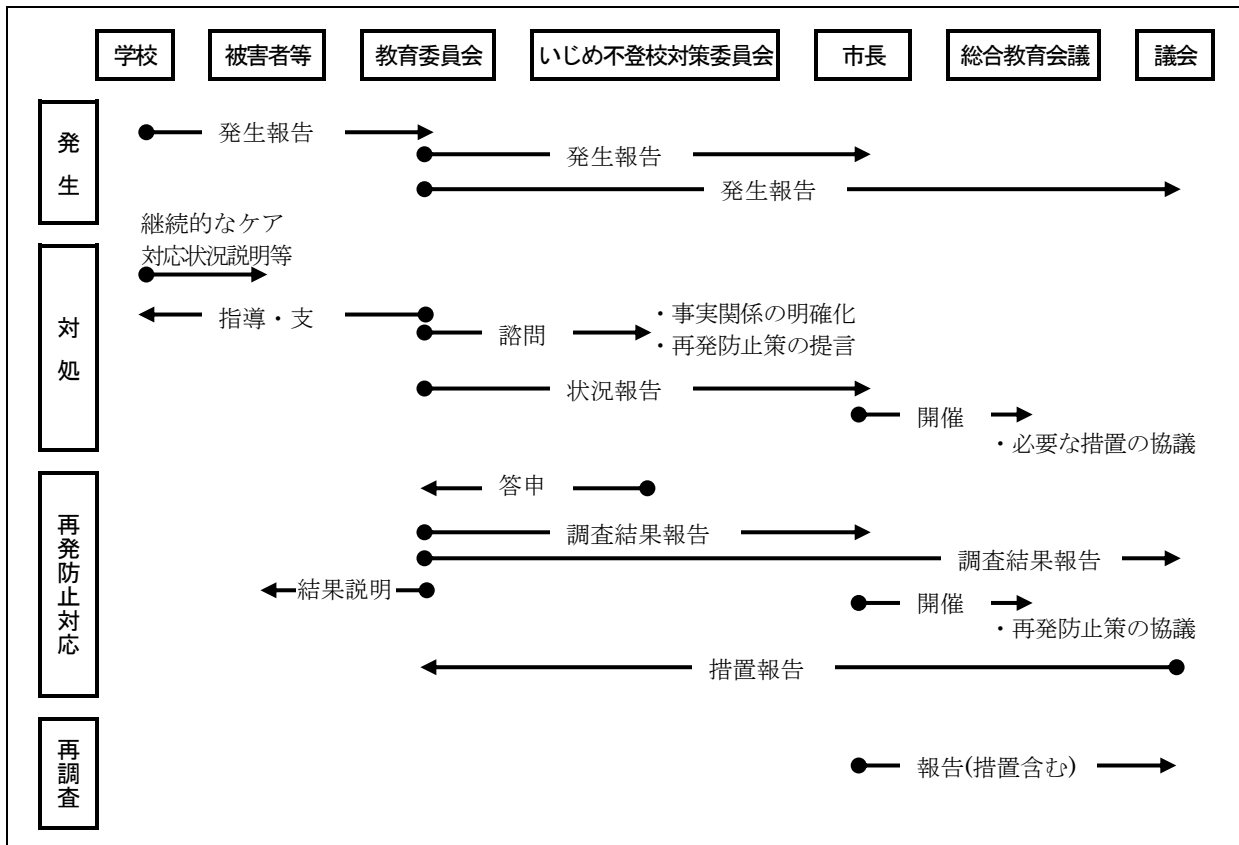 学校
被害者等
教育委員会
いじめ不登校対策委員会
市長
総合教育会議
議会
発生
発生報告
発生報告
発生報告
対処
継続的なケア
対応状況説明等
指導・支
諮問
・事実関係の明確化
・再発防止策の提言
状況報告
開催
・必要な措置の協議
再発防止対応
答申
調査結果報告
調査結果報告
結果説明
開催
・再発防止策の協議
措置報告
再調査
報告(措置含む)